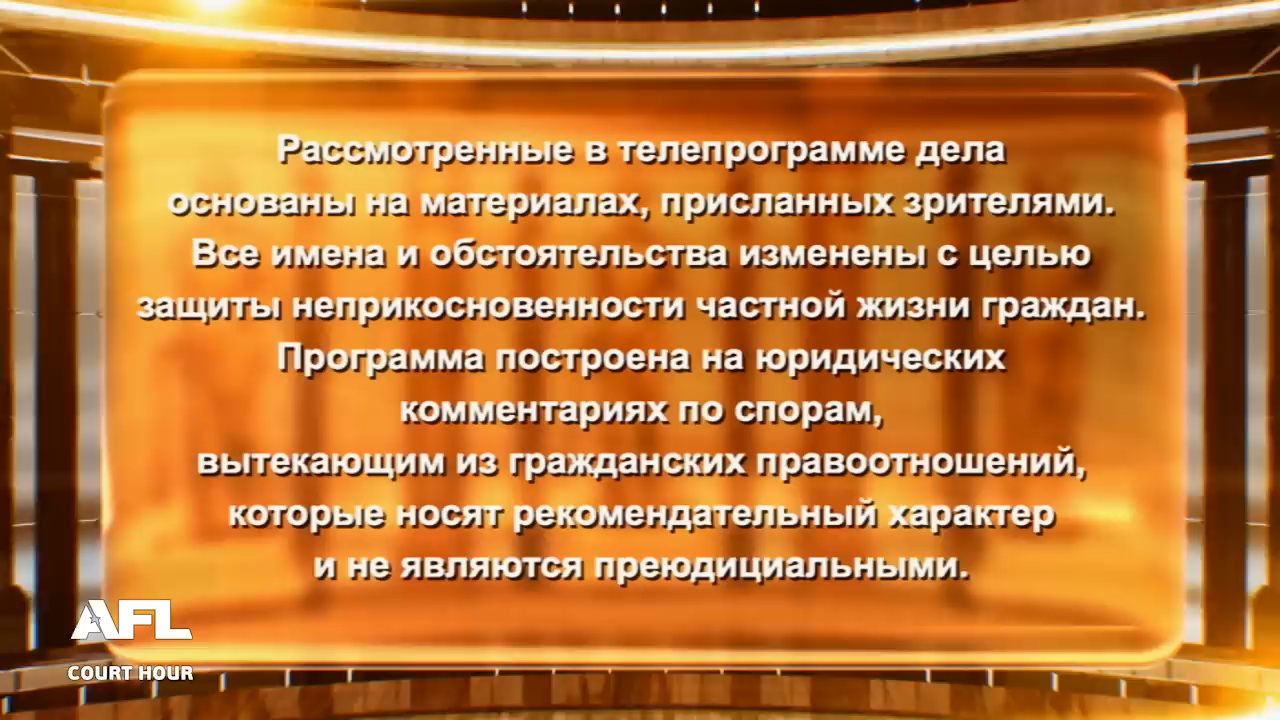 Рассмотренные в телепрограмме дела
основаны на материалах, присланных зрителями.
Все имена и обстоятельства изменены с целью
защиты неприкосновенности частной жизни граждан.
Программа построена на юридических
комментариях по спорам,
вытекающим из гражданских правоотношений,
которые носят рекомендательный характер
и не являются преюдициальными.
AFL
COURT HOUR